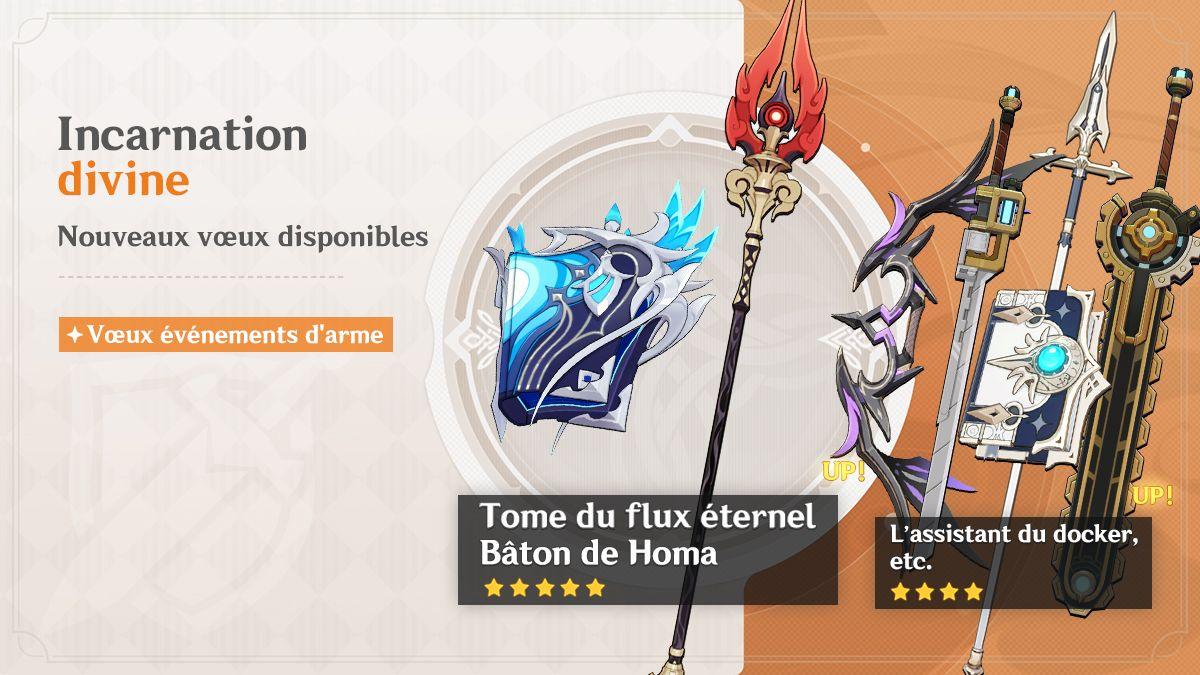 Incarnation
divine
Nouveaux vœux disponibles
Vœux événements d'arme
UP!
Tome du flux éternel
Bâton de Homa
UP!
L'assistant du docker,
etc.